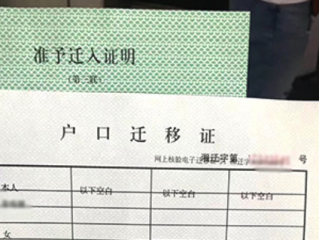 准予迁入证明
(第二联)
户口迁移证
网上核验电子迁
迁字第 号
本人 以下空白 以下空白 以下空白
女